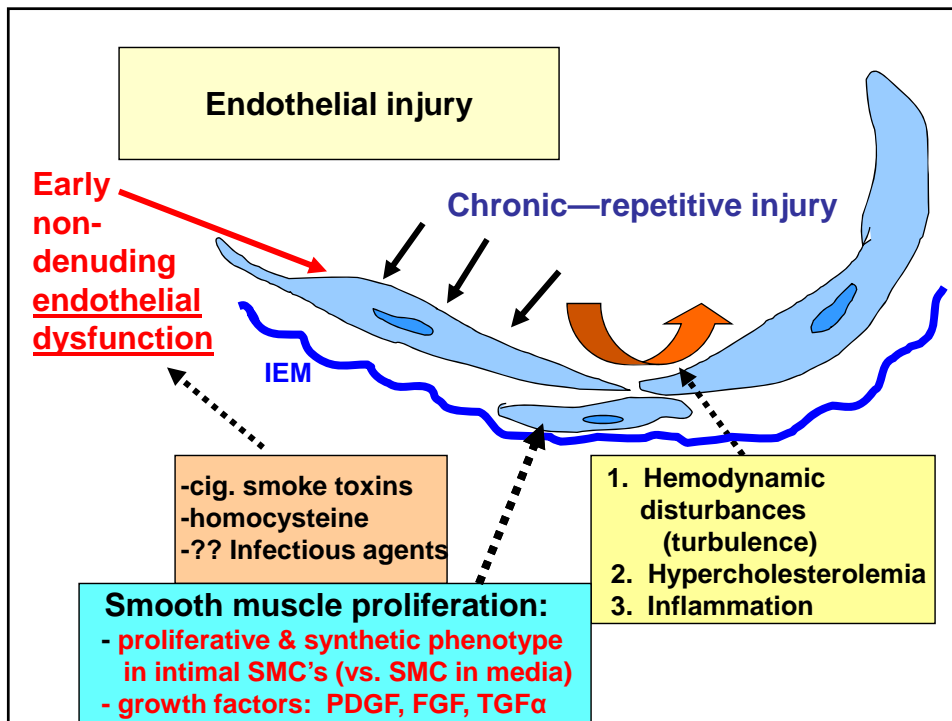 Endothelial injury
Early
non-
denuding
endothelial
dysfunction
Chronic—repetitive injury
IEM
-cig. smoke toxins
-homocysteine
-?? Infectious agents
1. Hemodynamic
disturbances
(turbulence)
2. Hypercholesterolemia
3. Inflammation
Smooth muscle proliferation:
- proliferative & synthetic phenotype
in intimal SMC's (vs. SMC in media)
- growth factors: PDGF, FGF, TGFα